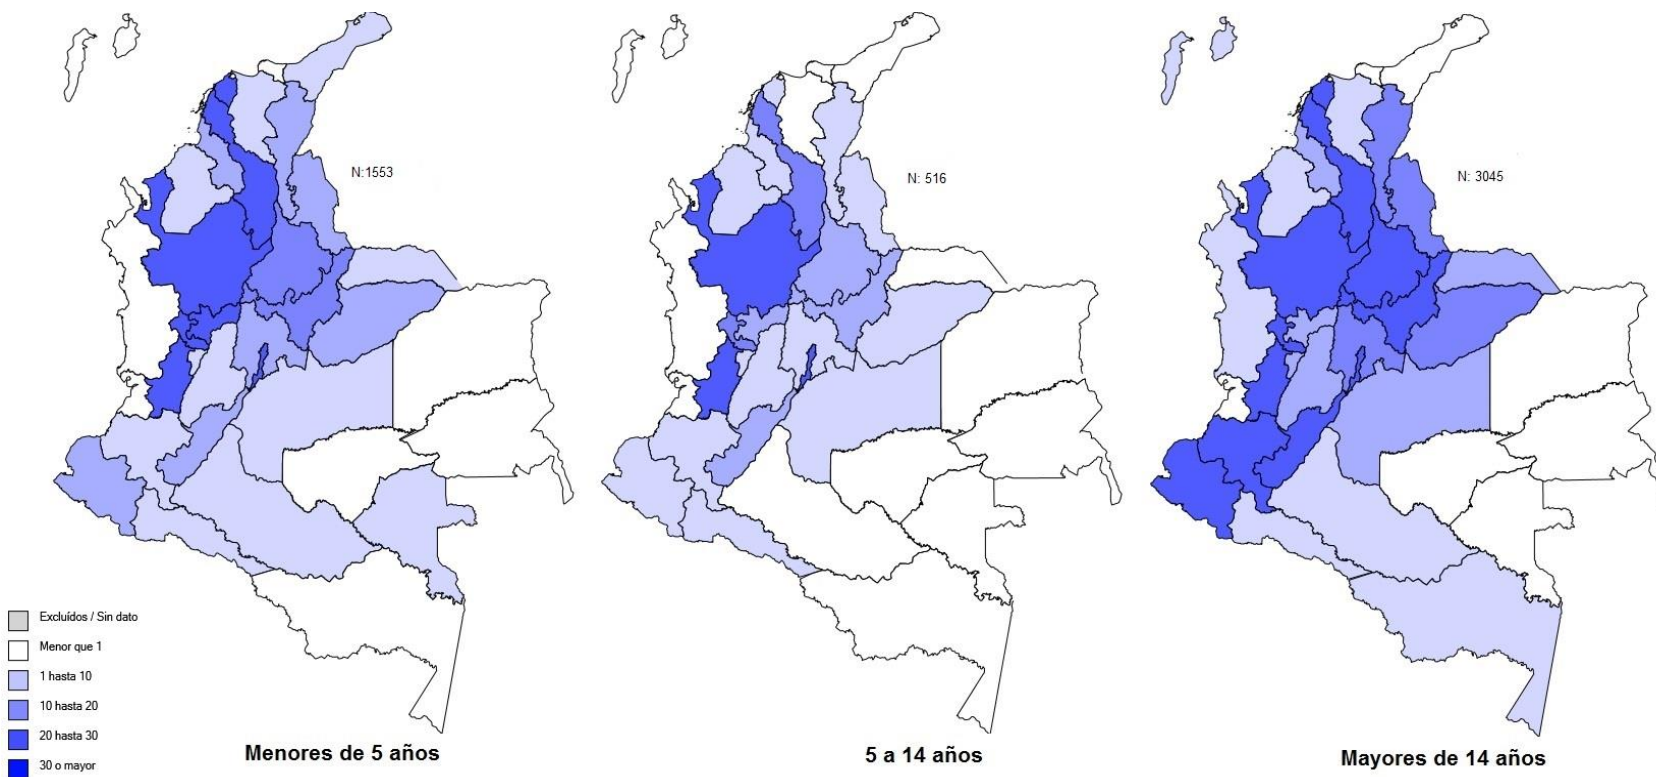 N:1553
N: 516
N: 3045
Excluídos / Sin dato
Menor que 1
1 hasta 10
10 hasta 20
20 hasta 30
30 o mayor
Menores de 5 años
5 a 14 años
Mayores de 14 años